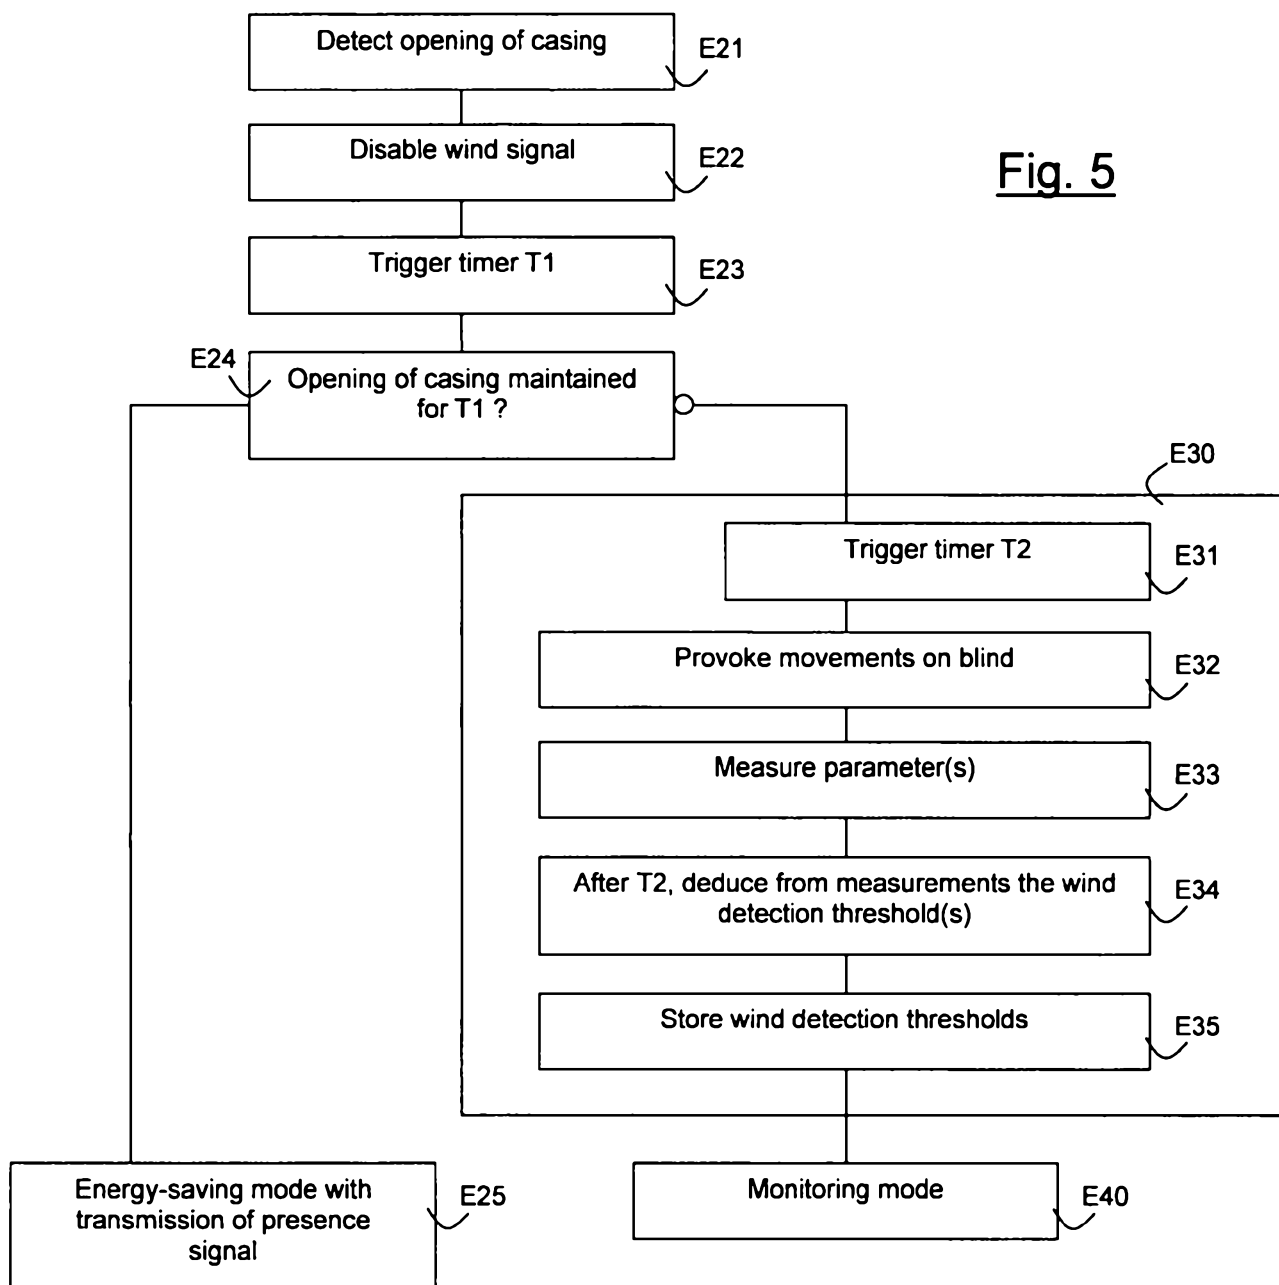 Detect opening of casing
E21
Disable wind signal
E22
Fig. 5
Trigger timer T1
E23
E24
Opening of casing maintained
for T1 ?
E30
Trigger timer T2
E31
Provoke movements on blind
E32
Measure parameter(s)
E33
After T2, deduce from measurements the wind
detection threshold(s)
E34
Store wind detection thresholds
E35
Energy-saving mode with
transmission of presence
signal
E25
Monitoring mode
E40